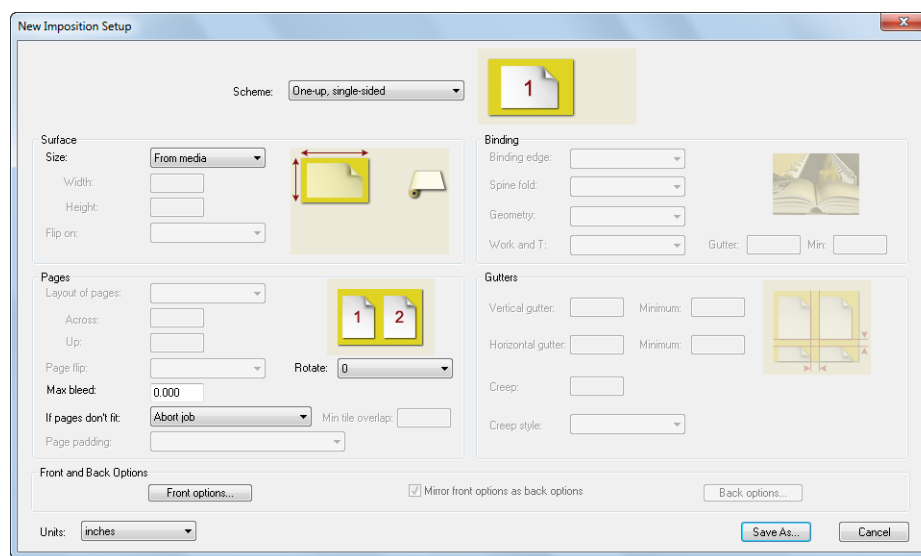 New Imposition Setup
Scheme: One-up, single-sided
1
Surface
Size: From media
Width:
Height:
Flip on:
Binding
Binding edge:
Spine fold:
Geometry:
Work and T: Gutter: Min:
Pages
Layout of pages:
Across:
Up:
1 2
Page flip: Rotate: 0
Max bleed: 0.000
If pages don't fit: Abort job Min tile overlap:
Page padding:
Gutters
Vertical gutter: Minimum:
Horizontal gutter: Minimum:
Creep:
Creep style:
Front and Back Options
Front options... Mirror front options as back options Back options...
Units: inches Save As... Cancel